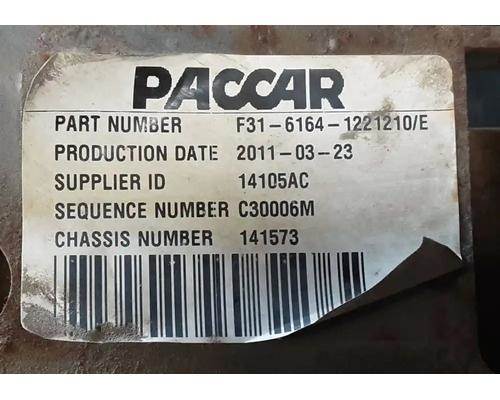 PACCAR
PART NUMBER F31-6164-1221210/E
PRODUCTION DATE 2011-03-23
SUPPLIER ID 14105AC
SEQUENCE NUMBER C30006M
CHASSIS NUMBER 141573